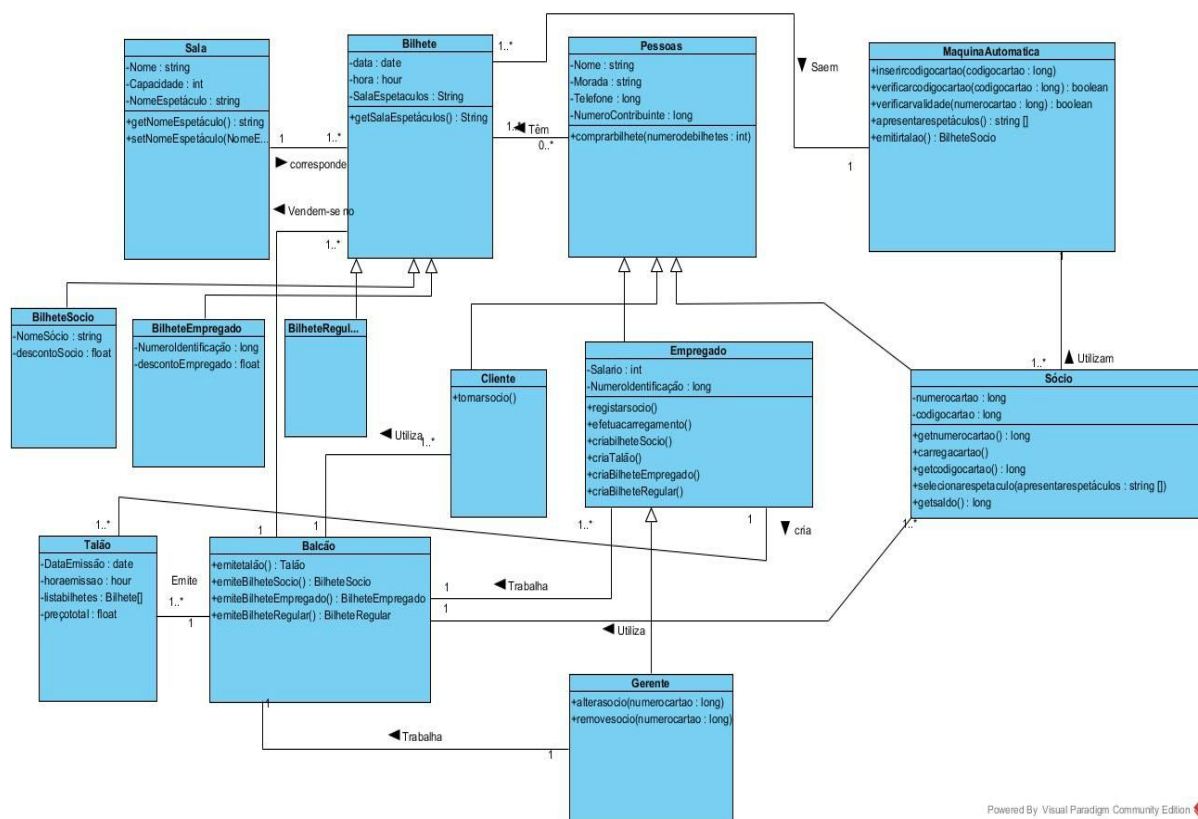 Sala
-Nome : string
-Capacidade : int
-NomeEspetáculo : string
+getNomeEspetáculo() : string
+setNomeEspetáculo(NomeE...
1
1..*
corresponde
Vendem-se no
1..*
Bilhete
-data : date
-hora : hour
-SalaEspetaculos : String
+getSalaEspetáculos() : String
1..*
Têm
0..*
1..*
Pessoas
-Nome : string
-Morada : string
-Telefone : long
-NumeroContribuinte : long
+comprarbilhete(numerodebilhetes : int)
Saem
1
MaquinaAutomatica
+inserircodigocartao(codigocartao : long)
+verificarcodigocartao(codigocartao : long) : boolean
+verificarvalidade(numerocartao : long) : boolean
+apresentarespetáculos() : string []
+emitirtalao() : BilheteSocio
1
BilheteSocio
-NomeSócio : string
-descontoSocio : float
BilheteEmpregado
-NumeroIdentificação : long
-descontoEmpregado : float
BilheteRegul...
Cliente
+tornarsocio()
Utiliza
1..*
Empregado
-Salario : int
-NumeroIdentificação : long
+registarsocio()
+efetuacarregamento()
+criabilheteSocio()
+criaTalão()
+criaBilheteEmpregado()
+criaBilheteRegular()
1..*
Utilizam
Sócio
-numerocartao : long
-codigocartao : long
+getnumerocartao() : long
+carregacartao()
+getcodigocartao() : long
+selecionarespetaculo(apresentarespetáculos : string [])
+getsaldo() : long
1..*
1..*
1
cria
1..*
Talão
-DataEmissão : date
-horaemissao : hour
-listabilhetes : Bilhete[]
-preçototal : float
Emite
1..*
1
1
1
Balcão
+emitetalão() : Talão
+emiteBilheteSocio() : BilheteSocio
+emiteBilheteEmpregado() : BilheteEmpregado
+emiteBilheteRegular() : BilheteRegular
1
Trabalha
1
Utiliza
1
Trabalha
1
Gerente
+alterasocio(numerocartao : long)
+removesocio(numerocartao : long)
Powered By Visual Paradigm Community Edition